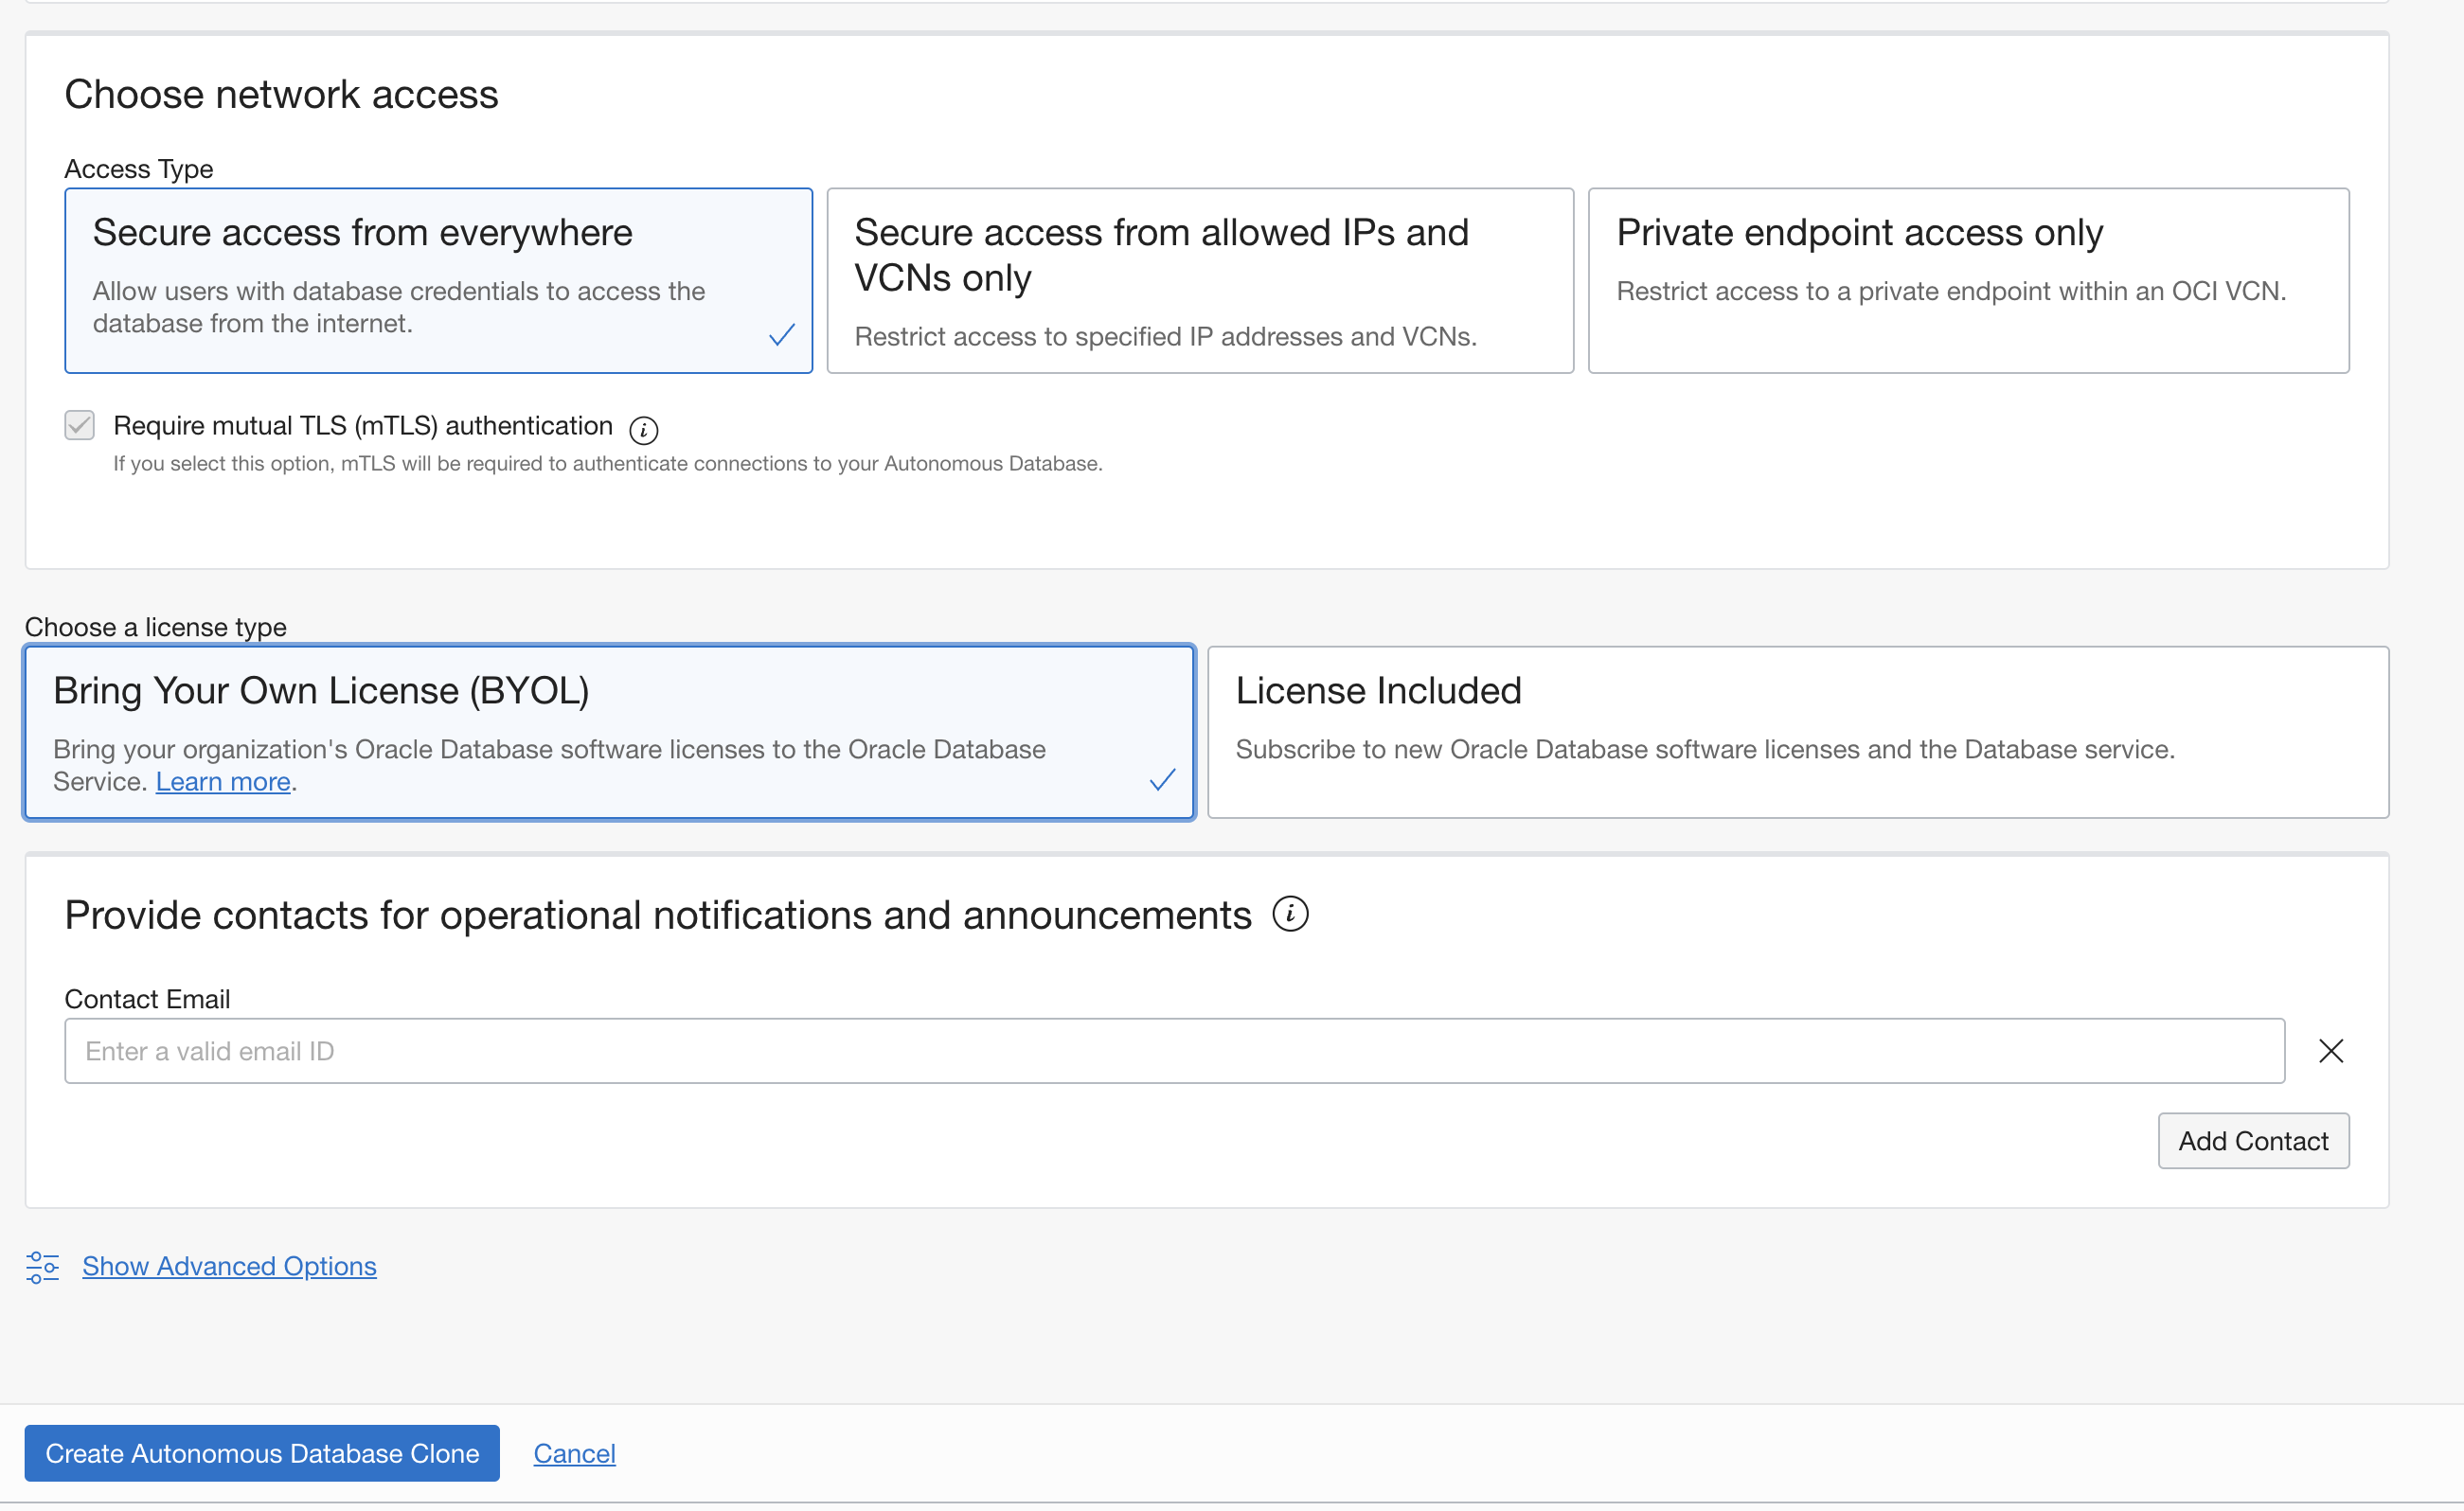 Choose network access
Access Type
Secure access from everywhere
Allow users with database credentials to access the
database from the internet.
Secure access from allowed IPs and
VCNs only
Restrict access to specified IP addresses and VCNs.
Private endpoint access only
Restrict access to a private endpoint within an OCI VCN.
Require mutual TLS (mTLS) authentication
If you select this option, mTLS will be required to authenticate connections to your Autonomous Database.
Choose a license type
Bring Your Own License (BYOL)
Bring your organization's Oracle Database software licenses to the Oracle Database
Service. Learn more.
License Included
Subscribe to new Oracle Database software licenses and the Database service.
Provide contacts for operational notifications and announcements
Contact Email
Enter a valid email ID
Add Contact
Show Advanced Options
Create Autonomous Database Clone
Cancel